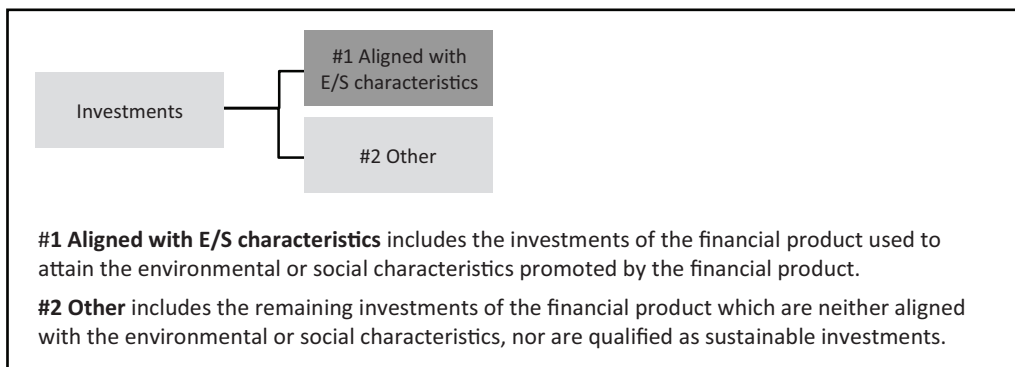 #1 Aligned with
E/S characteristics
Investments
#2 Other
#1 Aligned with E/S characteristics includes the investments of the financial product used to
attain the environmental or social characteristics promoted by the financial product.
#2 Other includes the remaining investments of the financial product which are neither aligned
with the environmental or social characteristics, nor are qualified as sustainable investments.